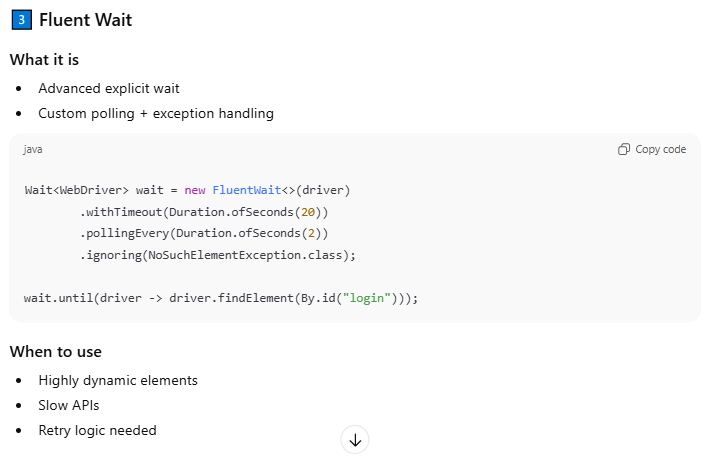 3 Fluent Wait
What it is
• Advanced explicit wait
• Custom polling + exception handling
java
Copy code
Wait<WebDriver> wait = new FluentWait<>(driver)
        .withTimeout(Duration.ofSeconds(20))
        .pollingEvery(Duration.ofSeconds(2))
        .ignoring(NoSuchElementException.class);
wait.until(driver -> driver.findElement(By.id("login")));
When to use
• Highly dynamic elements
• Slow APIs
• Retry logic needed